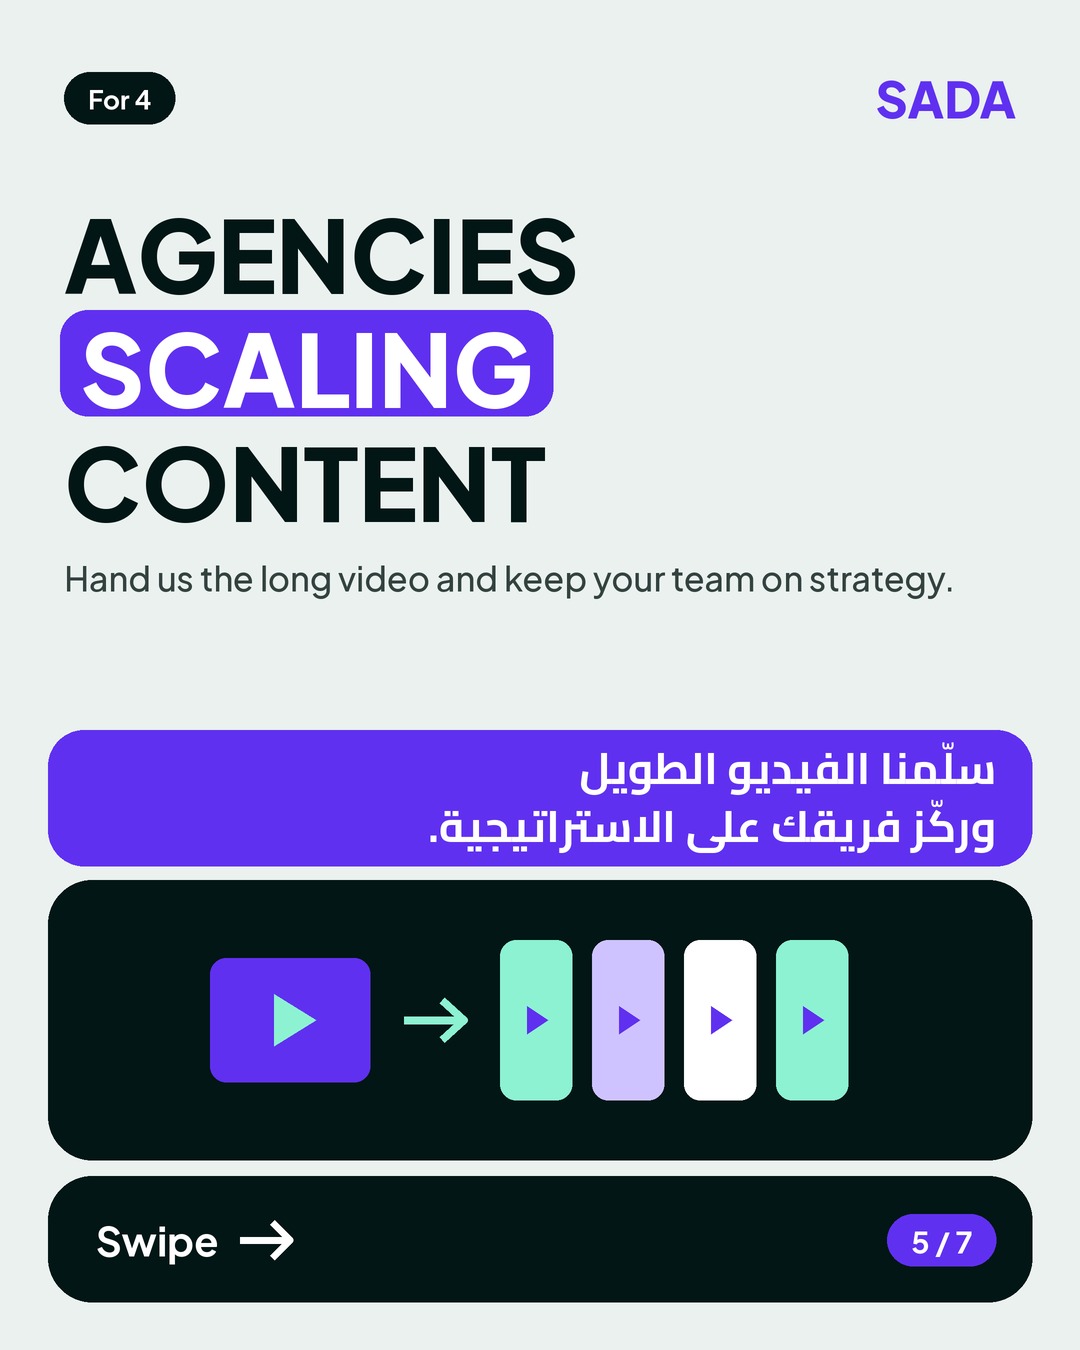 For 4
SADA
AGENCIES
SCALING
CONTENT
Hand us the long video and keep your team on strategy.
سلّمنا الفيديو الطويل
وركّز فريقك على الاستراتيجية.
Swipe →
5 / 7